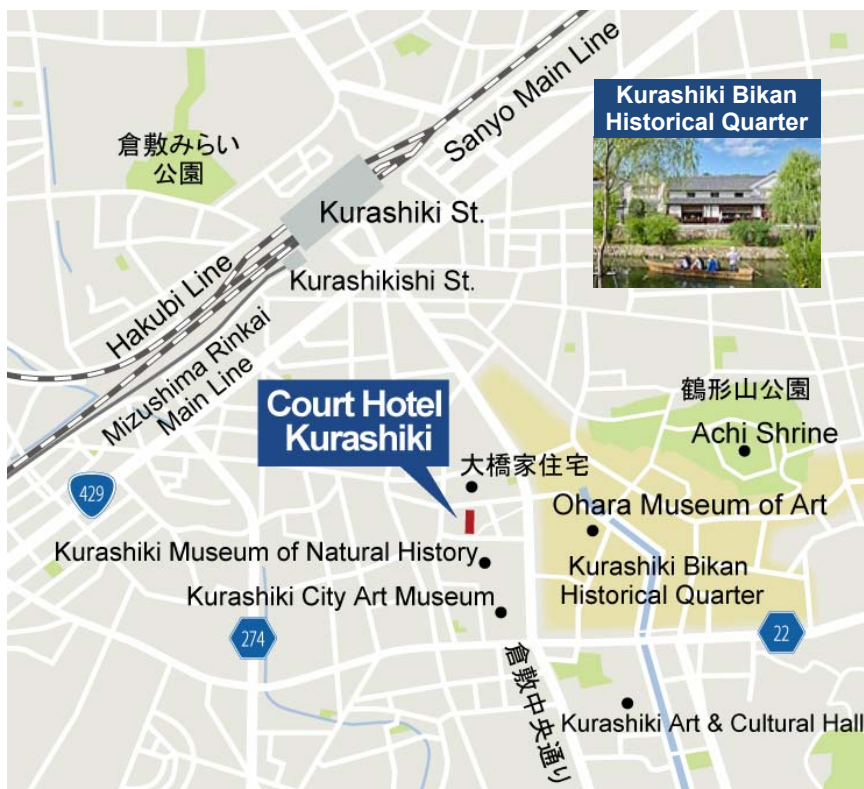 Kurashiki Bikan
Historical Quarter
Sanyo Main Line
倉敷みらい
公園
Kurashiki St.
Kurashikishi St.
Hakubi Line
Mizushima Rinkai
Main Line
Court Hotel
Kurashiki
鶴形山公園
Achi Shrine
大橋家住宅
429
Ohara Museum of Art
Kurashiki Museum of Natural History
Kurashiki Bikan
Historical Quarter
Kurashiki City Art Museum
274
22
倉敷中央通り
Kurashiki Art & Cultural Hall